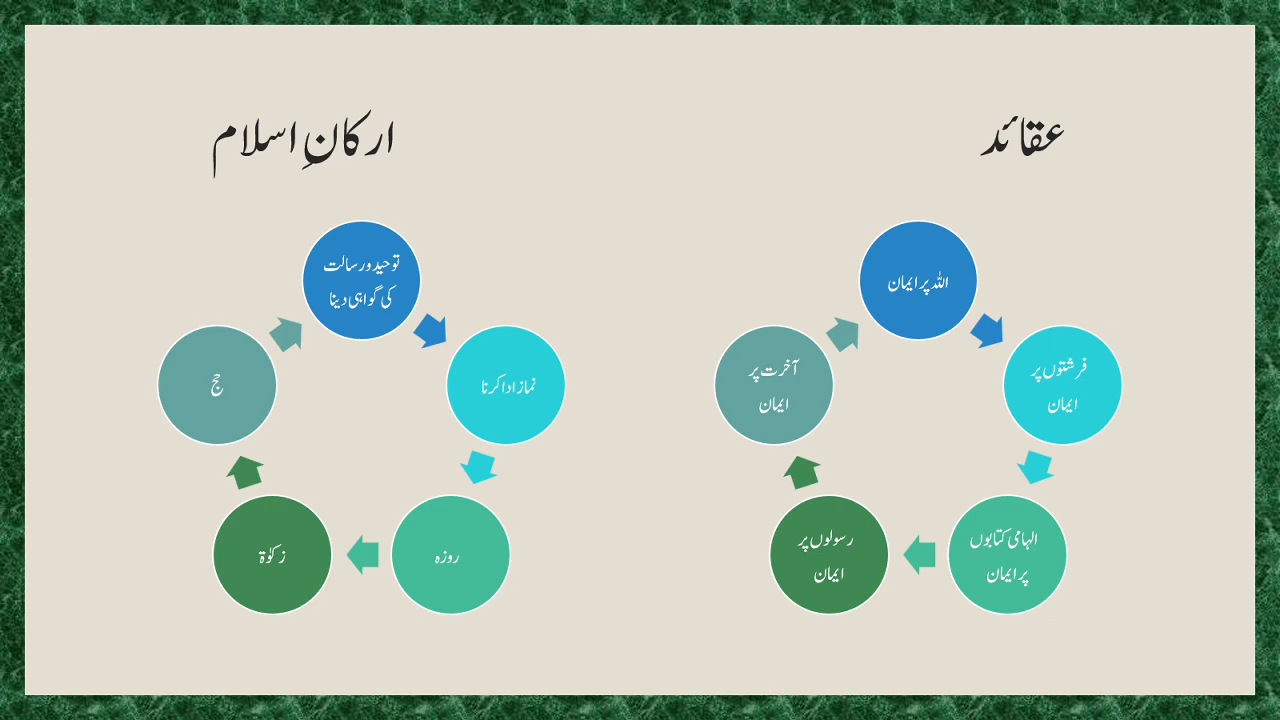 عقائد
اللہ پر ایمان
فرشتوں پر
ایمان
الہامی کتابوں
پر ایمان
رسولوں پر
ایمان
آخرت پر
ایمان
ارکانِ اسلام
توحید و رسالت
کی گواہی دینا
نماز ادا کرنا
روزہ
زکوٰۃ
حج